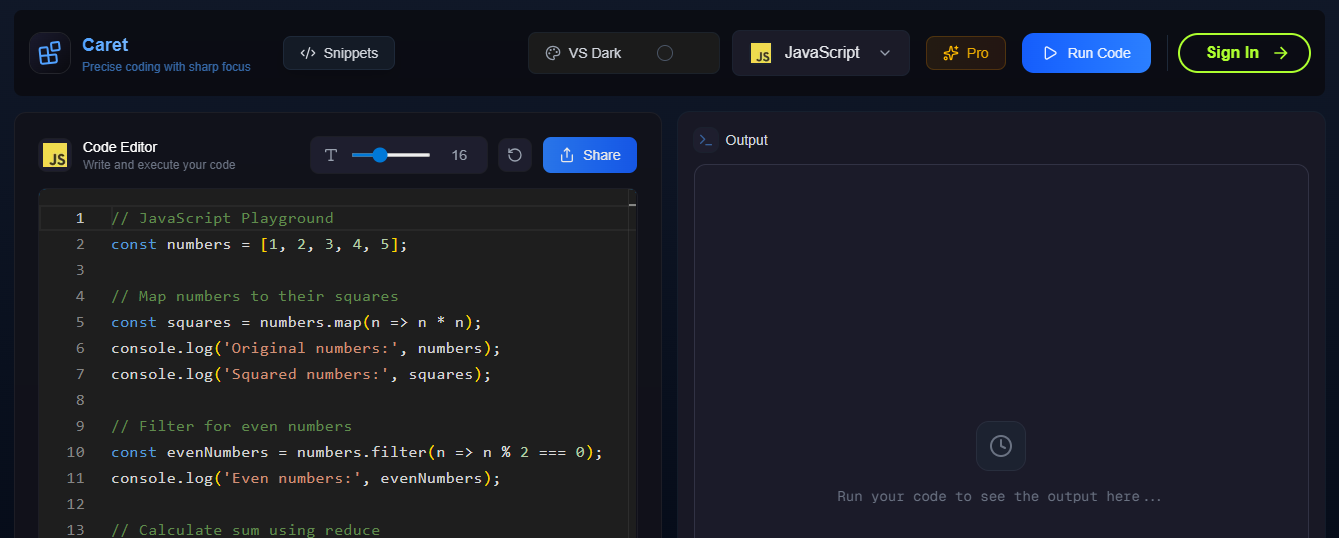 Caret
Precise coding with sharp focus
</> Snippets
VS Dark
JS
JavaScript
Pro
Run Code
Sign In →
JS
Code Editor
Write and execute your code
T
16
Share
>_ Output
1 // JavaScript Playground
2 const numbers = [1, 2, 3, 4, 5];
3
4 // Map numbers to their squares
5 const squares = numbers.map(n => n * n);
6 console.log('Original numbers:', numbers);
7 console.log('Squared numbers:', squares);
8
9 // Filter for even numbers
10 const evenNumbers = numbers.filter(n => n % 2 === 0);
11 console.log('Even numbers:', evenNumbers);
12
13 // Calculate sum using reduce
Run your code to see the output here...